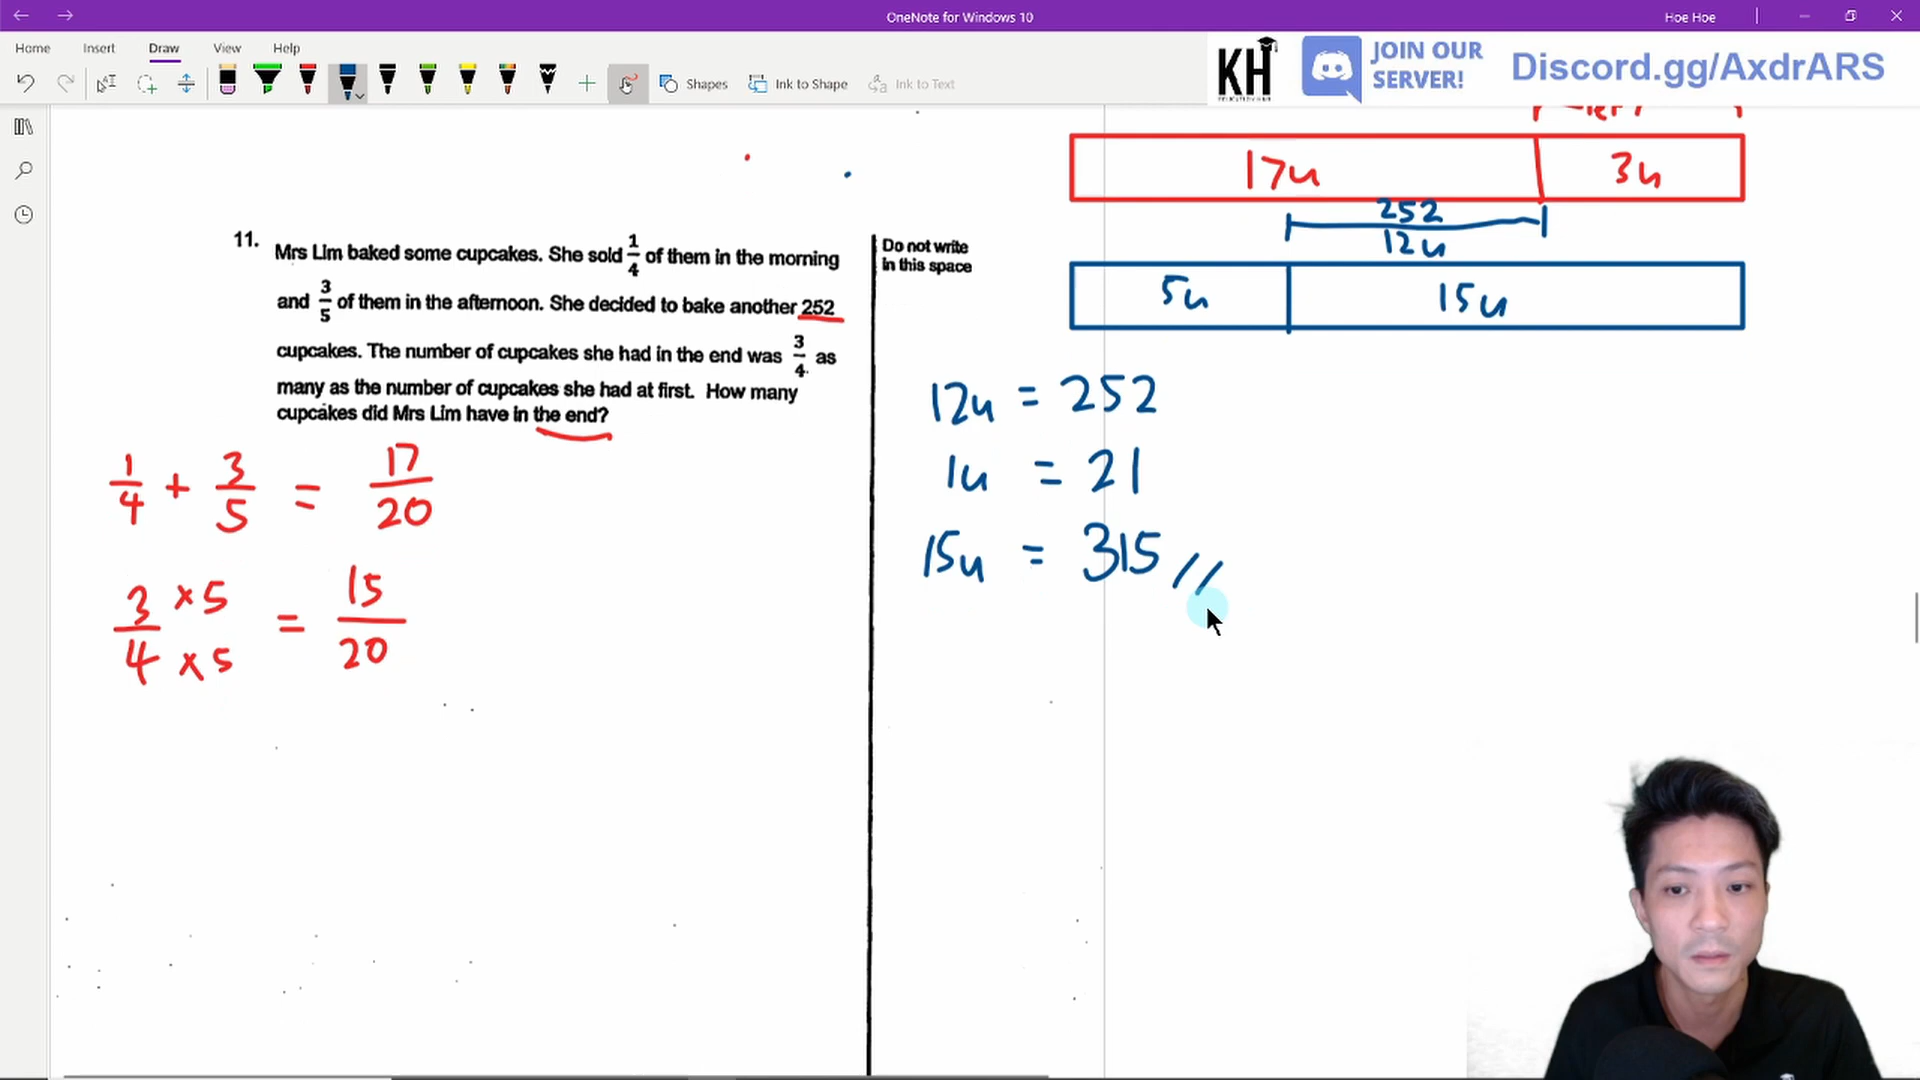 OneNote for Windows 10
Hoe Hoe
Home Insert Draw View Help
Shapes Ink to Shape Ink to Text
KH
JOIN OUR
SERVER!
Discord.gg/AxdrARS
11. Mrs Lim baked some cupcakes. She sold 1/4 of them in the morning
and 3/5 of them in the afternoon. She decided to bake another 252
cupcakes. The number of cupcakes she had in the end was 3/4 as
many as the number of cupcakes she had at first. How many
cupcakes did Mrs Lim have in the end?
Do not write
in this space
1/4 + 3/5 = 17/20
3/4 ×5 ×5 = 15/20
17u 3u
252
12u
5u 15u
12u = 252
1u = 21
15u = 315 //